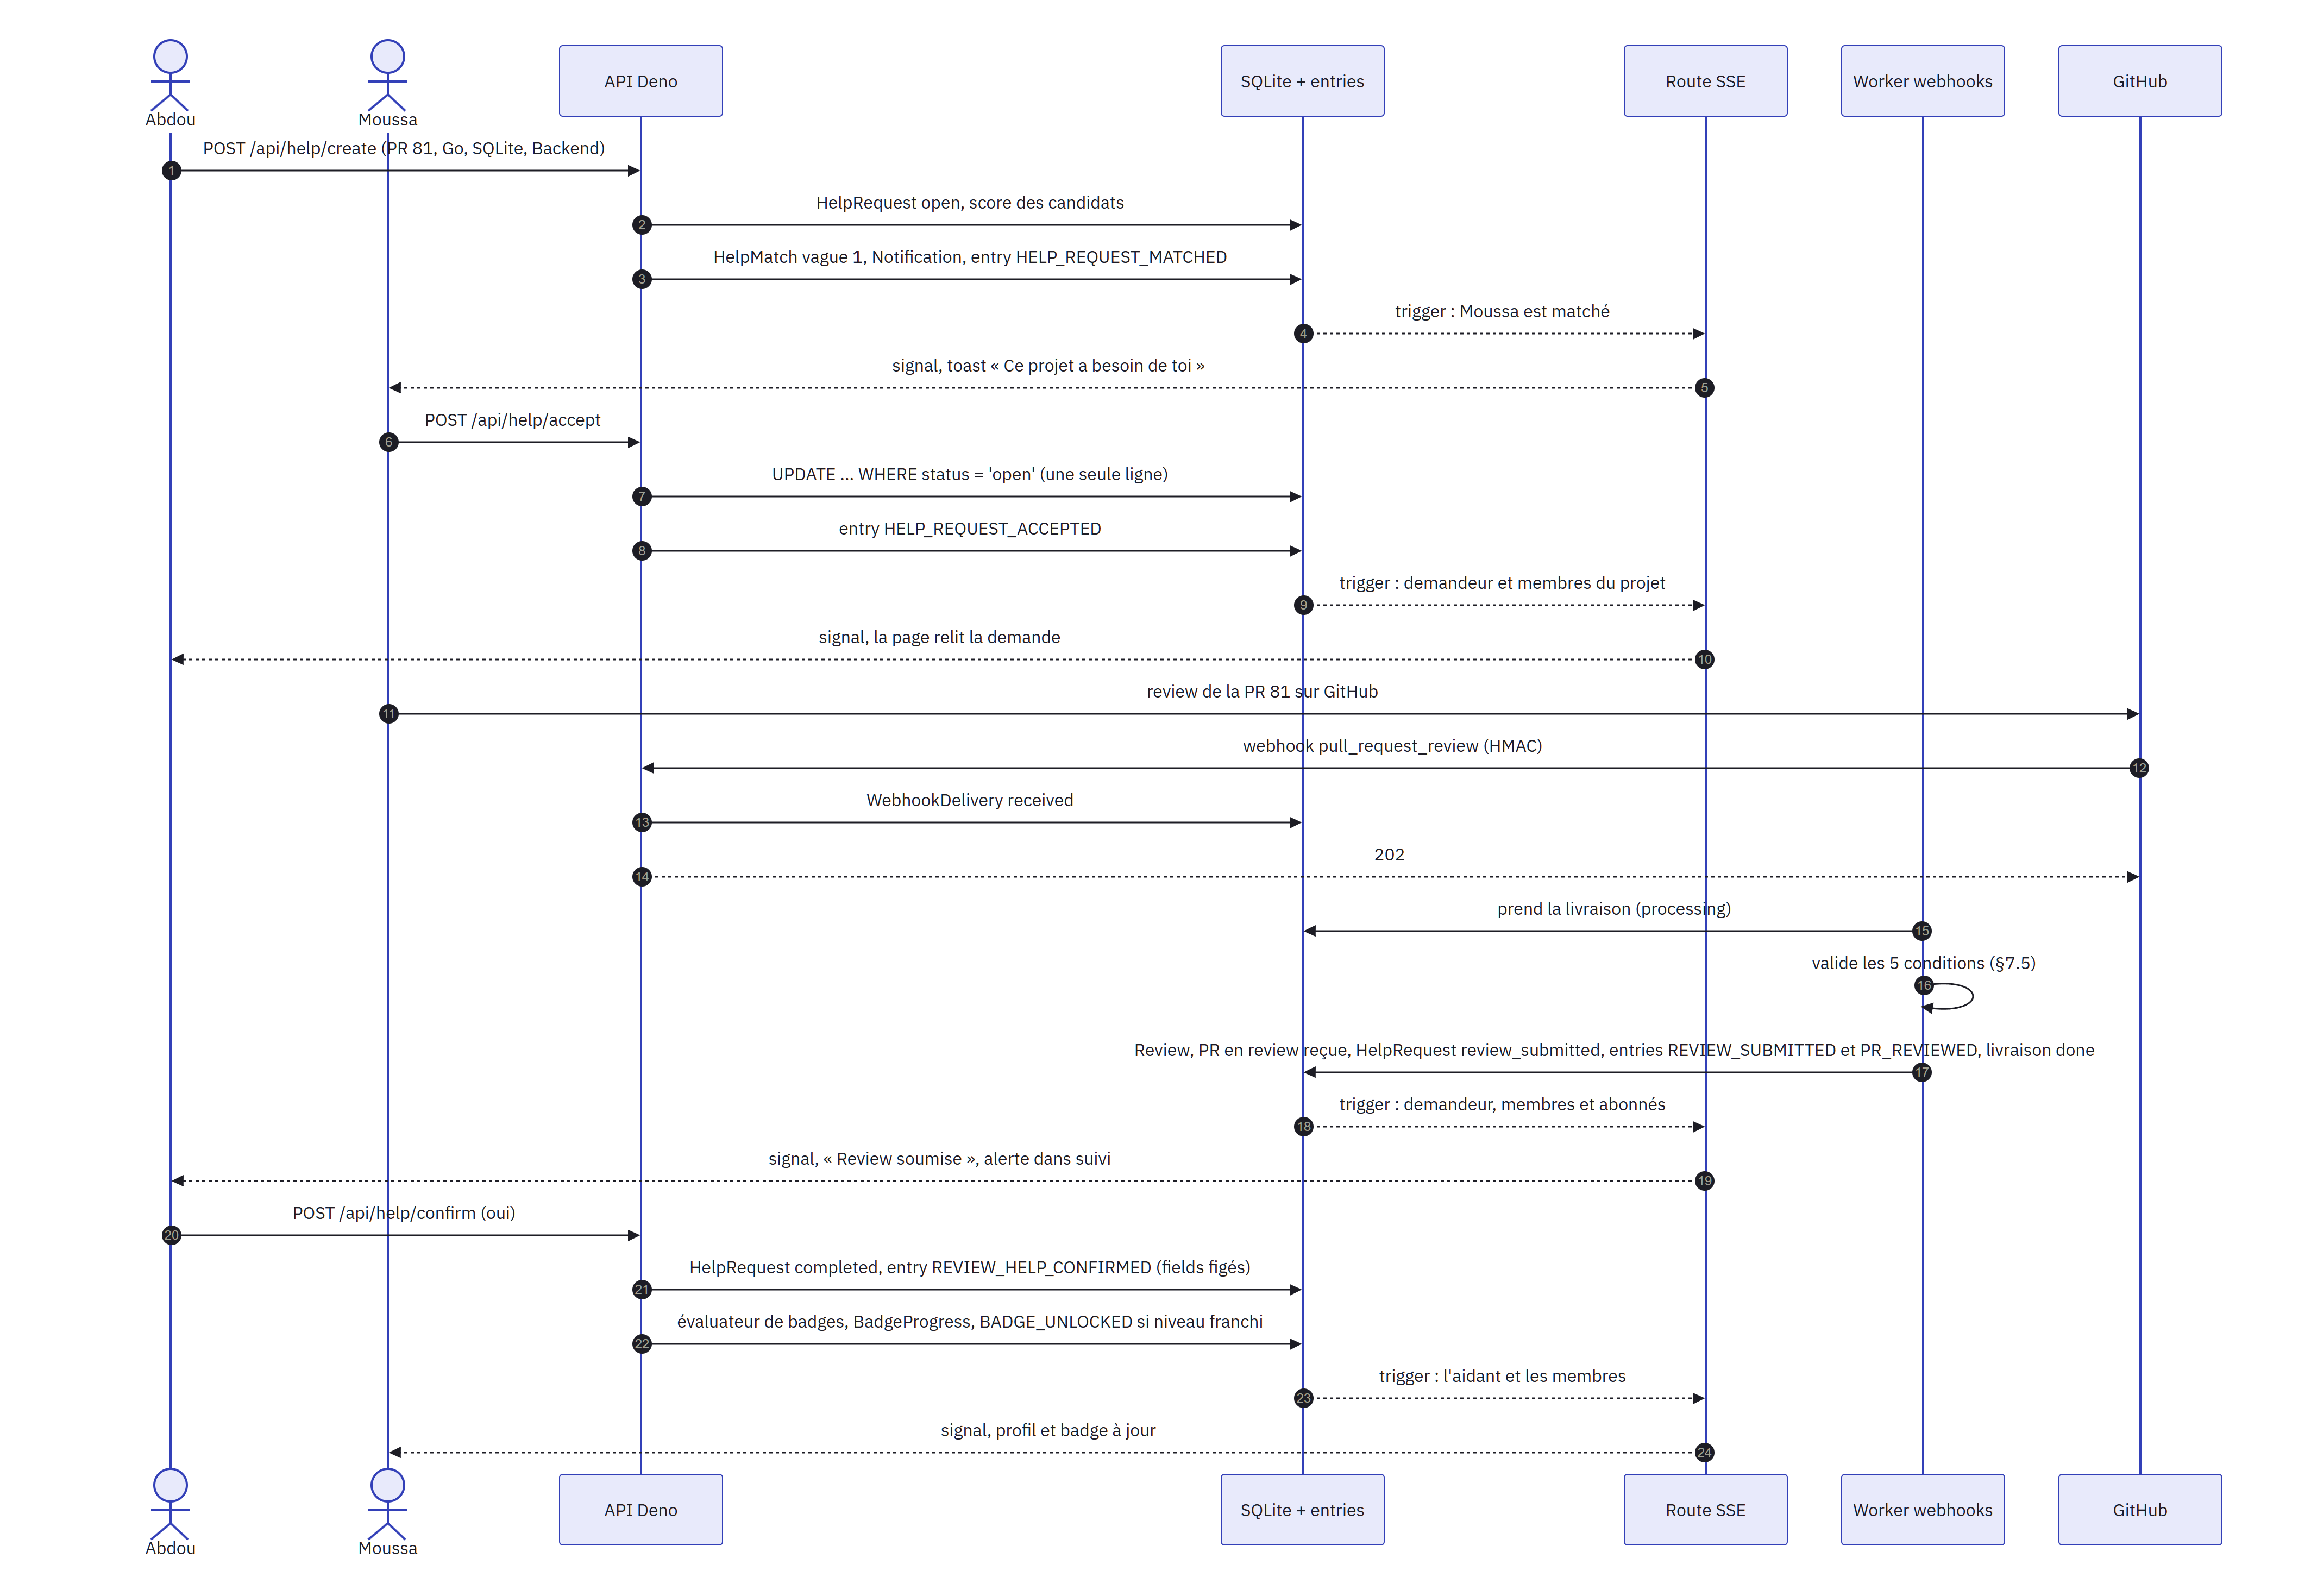 Abdou
Moussa
API Deno
SQLite + entries
Route SSE
Worker webhooks
GitHub
POST /api/help/create (PR 81, Go, SQLite, Backend)
1
HelpRequest open, score des candidats
2
HelpMatch vague 1, Notification, entry HELP_REQUEST_MATCHED
3
trigger : Moussa est matché
4
signal, toast « Ce projet a besoin de toi »
5
POST /api/help/accept
6
UPDATE ... WHERE status = 'open' (une seule ligne)
7
entry HELP_REQUEST_ACCEPTED
8
trigger : demandeur et membres du projet
9
signal, la page relit la demande
10
review de la PR 81 sur GitHub
11
webhook pull_request_review (HMAC)
12
WebhookDelivery received
13
202
14
prend la livraison (processing)
15
valide les 5 conditions (§7.5)
16
Review, PR en review reçue, HelpRequest review_submitted, entries REVIEW_SUBMITTED et PR_REVIEWED, livraison done
17
trigger : demandeur, membres et abonnés
18
signal, « Review soumise », alerte dans suivi
19
POST /api/help/confirm (oui)
20
HelpRequest completed, entry REVIEW_HELP_CONFIRMED (fields figés)
21
évaluateur de badges, BadgeProgress, BADGE_UNLOCKED si niveau franchi
22
trigger : l'aidant et les membres
23
signal, profil et badge à jour
24
Abdou
Moussa
API Deno
SQLite + entries
Route SSE
Worker webhooks
GitHub